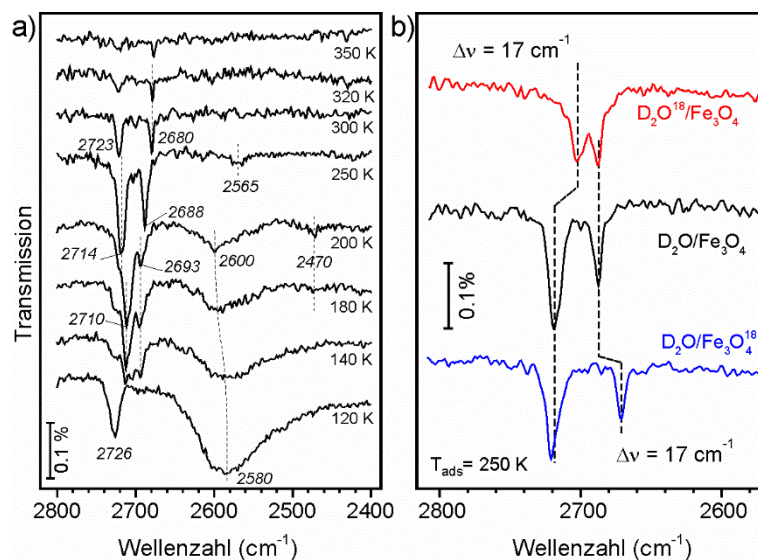 a)
350 K
320 K
300 K
2723
2680
250 K
2565
2688
200 K
2714
2693
2600
2470
2710
180 K
140 K
120 K
0.1 %
2726
2580
Transmission
2800 2700 2600 2500 2400
Wellenzahl (cm⁻¹)
b)
Δν = 17 cm⁻¹
D₂O¹⁸/Fe₃O₄
D₂O/Fe₃O₄
0.1%
D₂O/Fe₃O₄¹⁸
T_ads= 250 K
Δν = 17 cm⁻¹
2800 2700 2600
Wellenzahl (cm⁻¹)